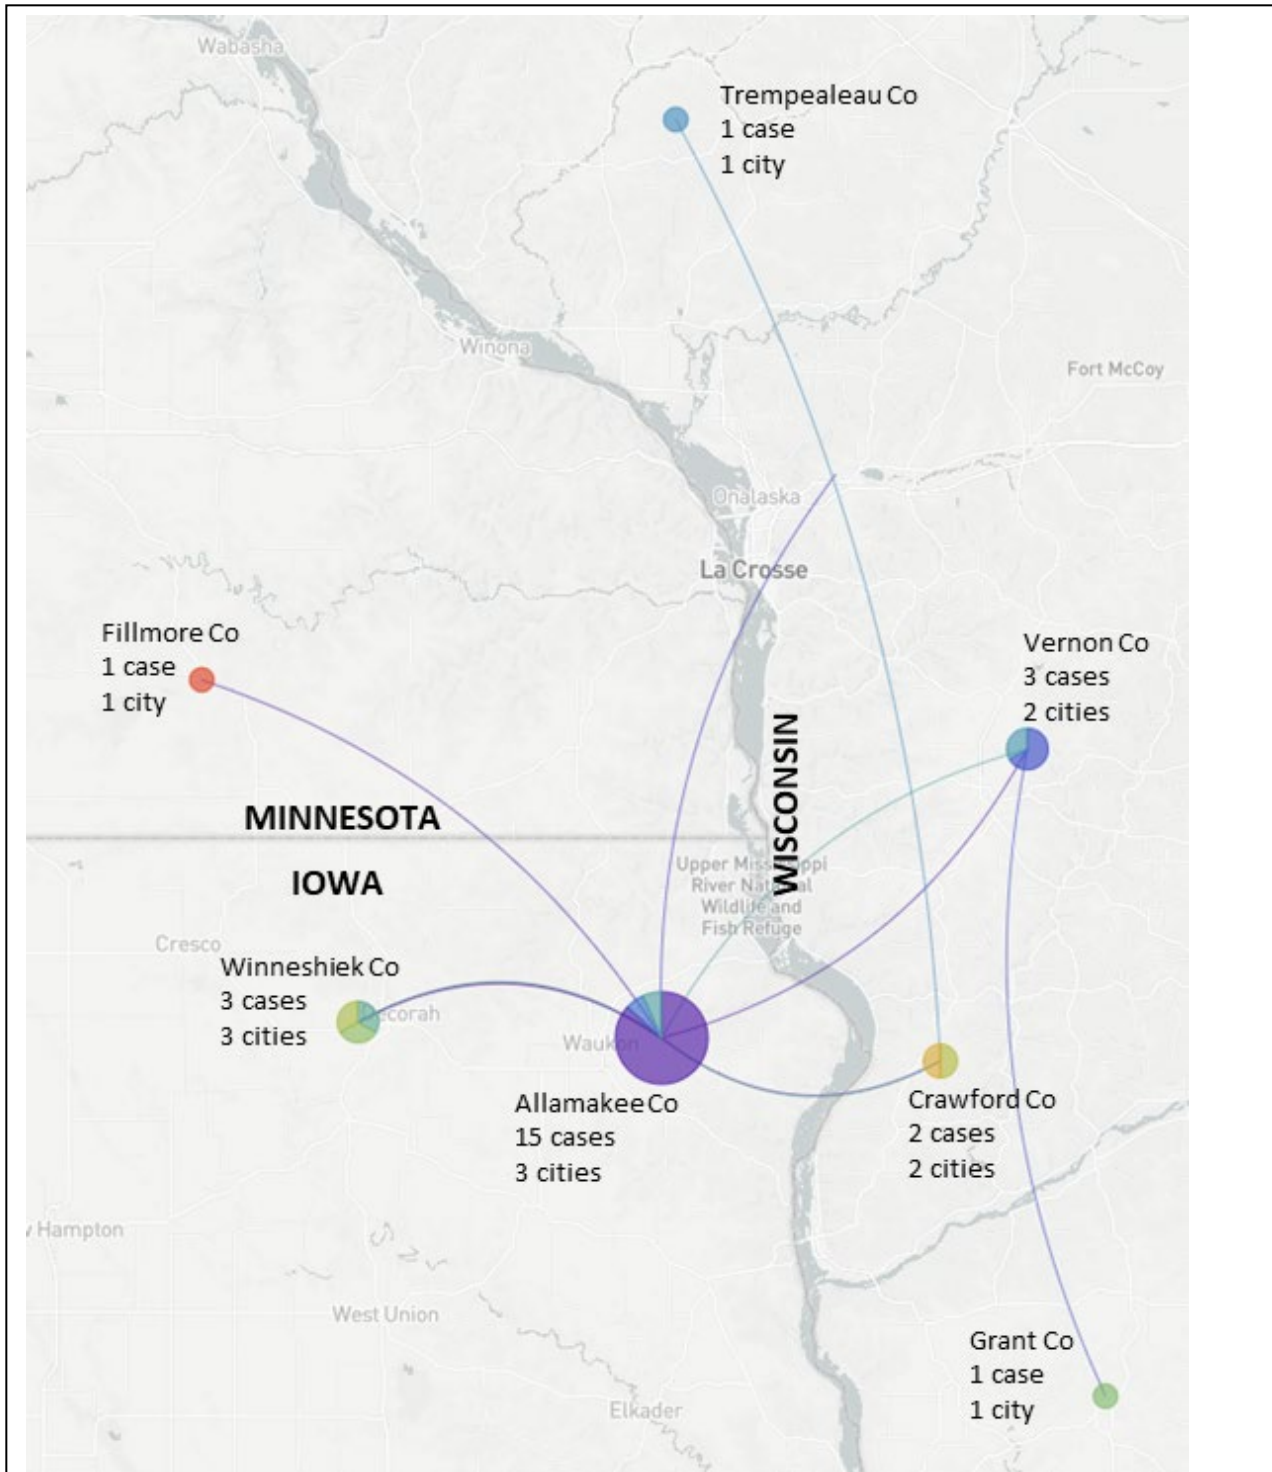 Wabasha
Trempealeau Co
1 case
1 city
Winona
Fort McCoy
Onalaska
La Crosse
Fillmore Co
1 case
1 city
Vernon Co
3 cases
2 cities
WISCONSIN
MINNESOTA
IOWA
Upper Mississippi
River National
Wildlife and
Fish Refuge
Cresco
Winneshiek Co
3 cases
3 cities
Decorah
Waukon
Allamakee Co
15 cases
3 cities
Crawford Co
2 cases
2 cities
Hampton
West Union
Grant Co
1 case
1 city
Elkader